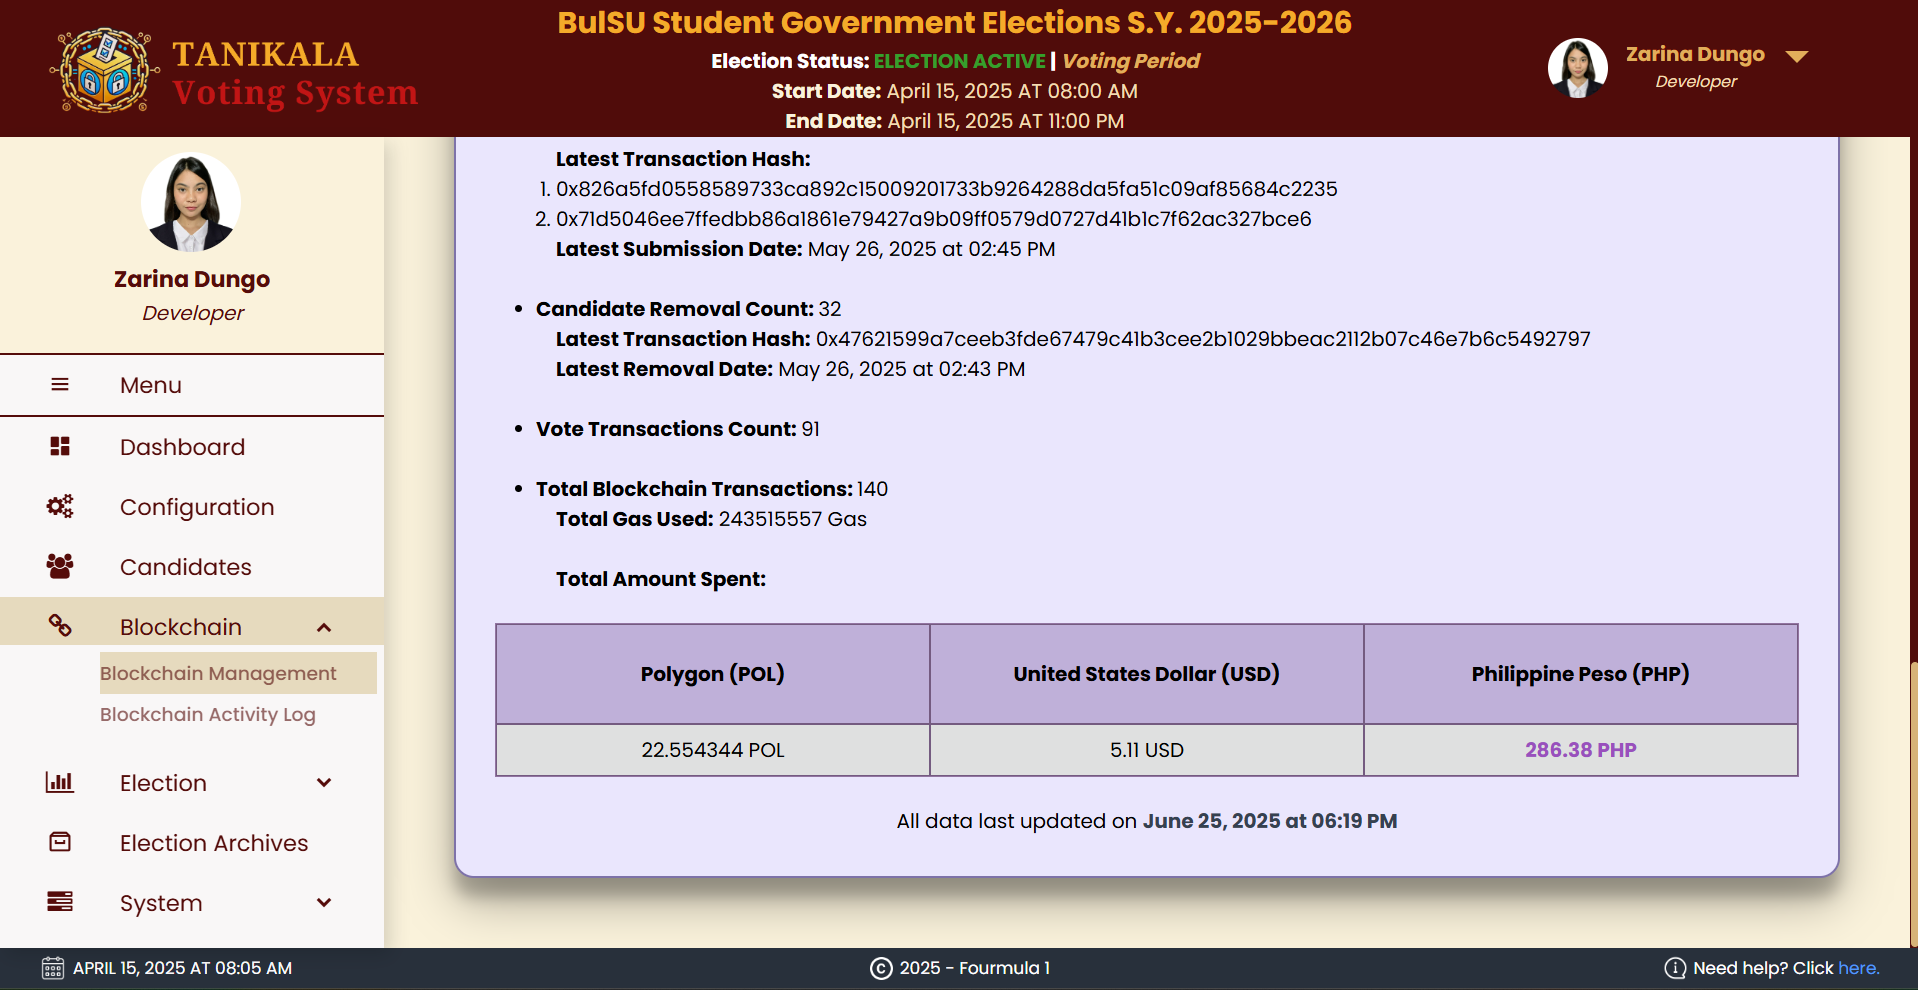 TANIKALA
Voting System
BulSU Student Government Elections S.Y. 2025-2026
Election Status: ELECTION ACTIVE | Voting Period
Start Date: April 15, 2025 AT 08:00 AM
End Date: April 15, 2025 AT 11:00 PM
Zarina Dungo
Developer
Zarina Dungo
Developer
Menu
Dashboard
Configuration
Candidates
Blockchain
Blockchain Management
Blockchain Activity Log
Election
Election Archives
System
Latest Transaction Hash:
1. 0x826a5fd0558589733ca892c15009201733b9264288da5fa51c09af85684c2235
2. 0x71d5046ee7ffedbb86a1861e79427a9b09ff0579d0727d41b1c7f62ac327bce6
Latest Submission Date: May 26, 2025 at 02:45 PM
• Candidate Removal Count: 32
Latest Transaction Hash: 0x47621599a7ceeb3fde67479c41b3cee2b1029bbeac2112b07c46e7b6c5492797
Latest Removal Date: May 26, 2025 at 02:43 PM
• Vote Transactions Count: 91
• Total Blockchain Transactions: 140
Total Gas Used: 243515557 Gas
Total Amount Spent:
Polygon (POL) United States Dollar (USD) Philippine Peso (PHP)
22.554344 POL 5.11 USD 286.38 PHP
All data last updated on June 25, 2025 at 06:19 PM
APRIL 15, 2025 AT 08:05 AM
© 2025 - Fourmula 1
Need help? Click here.